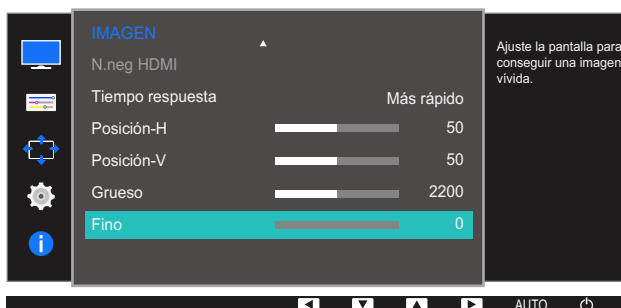 IMAGEN
N.neg HDMI
Tiempo respuesta Más rápido
Posición-H 50
Posición-V 50
Grueso 2200
Fino 0
Ajuste la pantalla para
conseguir una imagen
vívida.
AUTO